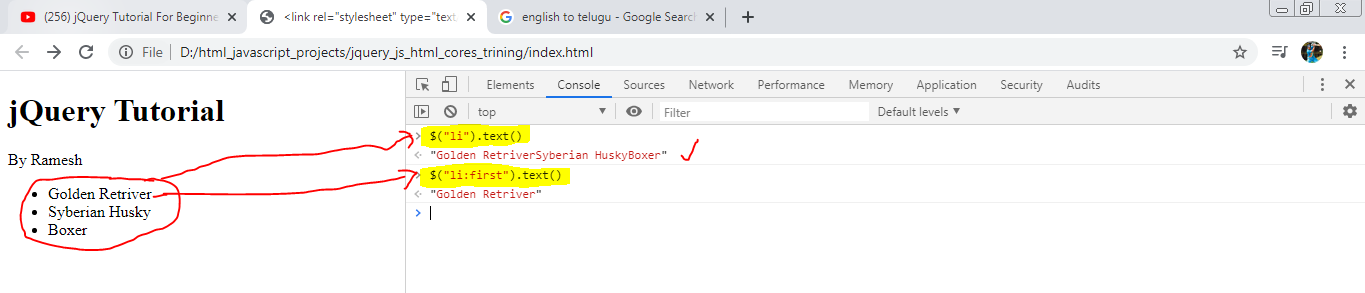 (256) jQuery Tutorial For Beginne
<link rel="stylesheet" type="text
english to telugu - Google Searc
File
D:/html_javascript_projects/jquery_js_html_cores_trining/index.html
jQuery Tutorial
By Ramesh
• Golden Retriver
• Syberian Husky
• Boxer
Elements Console Sources Network Performance Memory Application Security Audits
top Filter Default levels
> $("li").text()
"Golden RetriverSyberian HuskyBoxer"
$("li:first").text()
"Golden Retriver"
>